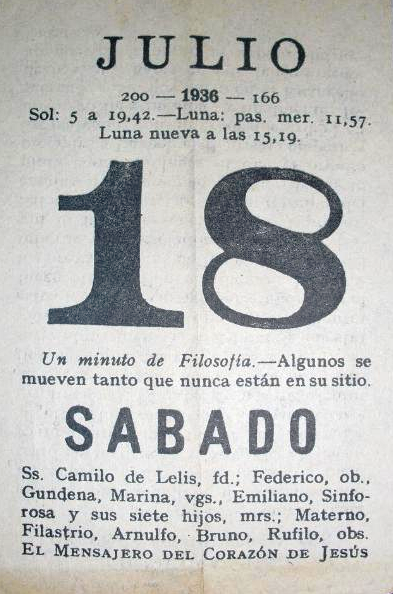 JULIO
200 — 1936 — 166
Sol: 5 a 19,42.—Luna: pas. mer. 11,57.
Luna nueva a las 15,19.
18
Un minuto de Filosofía.—Algunos se
mueven tanto que nunca están en su sitio.
SABADO
Ss. Camilo de Lelis, fd.; Federico, ob.,
Gundena, Marina, vgs., Emiliano, Sinfo-
rosa y sus siete hijos, mrs.; Materno,
Filastrio, Arnulfo, Bruno, Rufilo, obs.
EL MENSAJERO DEL CORAZÓN DE JESÚS